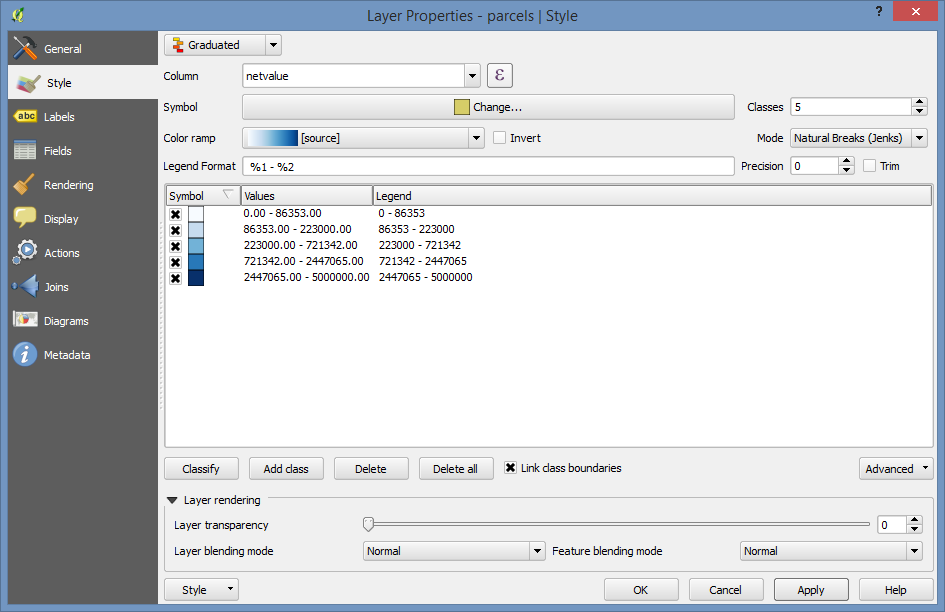 Layer Properties - parcels | Style
?
General
Style
abc Labels
Fields
Rendering
Display
Actions
Joins
Diagrams
Metadata
Graduated
Column netvalue ε
Symbol Change... Classes 5
Color ramp [source] Invert Mode Natural Breaks (Jenks)
Legend Format %1 - %2 Precision 0 Trim
Symbol Values Legend
0.00 - 86353.00 0 - 86353
86353.00 - 223000.00 86353 - 223000
223000.00 - 721342.00 223000 - 721342
721342.00 - 2447065.00 721342 - 2447065
2447065.00 - 5000000.00 2447065 - 5000000
Classify Add class Delete Delete all Link class boundaries Advanced
Layer rendering
Layer transparency 0
Layer blending mode Normal Feature blending mode Normal
Style OK Cancel Apply Help